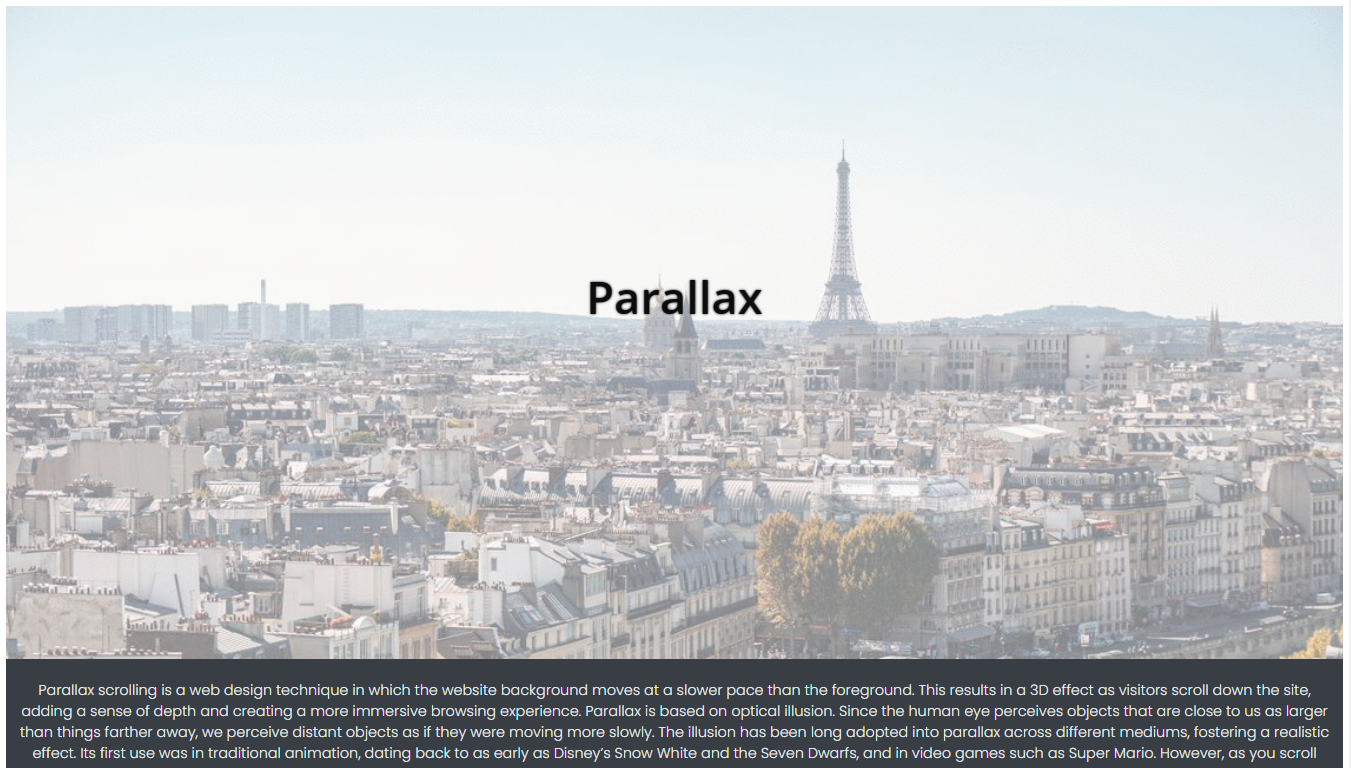 Parallax
Parallax scrolling is a web design technique in which the website background moves at a slower pace than the foreground. This results in a 3D effect as visitors scroll down the site,
adding a sense of depth and creating a more immersive browsing experience. Parallax is based on optical illusion. Since the human eye perceives objects that are close to us as larger
than things farther away, we perceive distant objects as if they were moving more slowly. The illusion has been long adopted into parallax across different mediums, fostering a realistic
effect. Its first use was in traditional animation, dating back to as early as Disney’s Snow White and the Seven Dwarfs, and in video games such as Super Mario. However, as you scroll